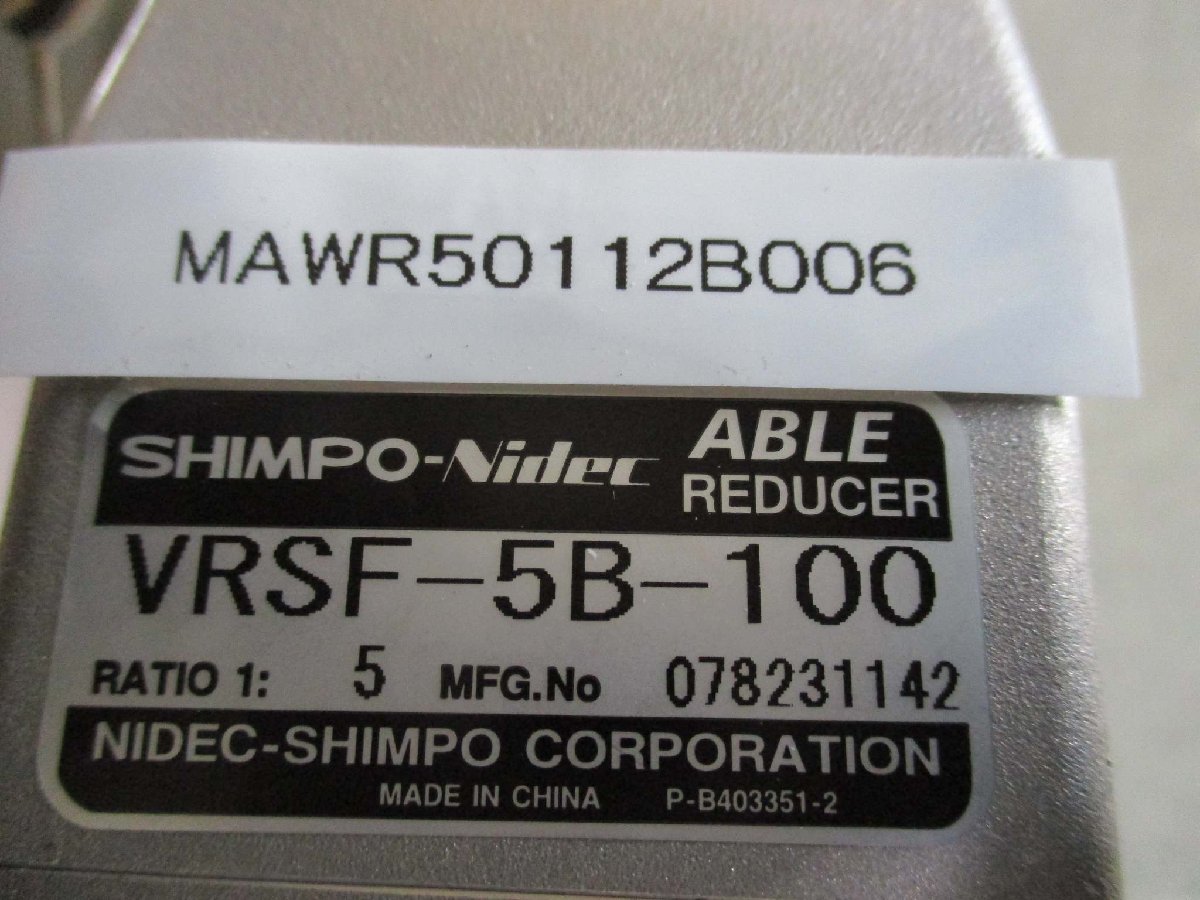 MAWR50112B006
SHIMPO-Nidec ABLE REDUCER
VRSF-5B-100
RATIO 1: 5 MFG.No 078231142
NIDEC-SHIMPO CORPORATION
MADE IN CHINA P-B403351-2